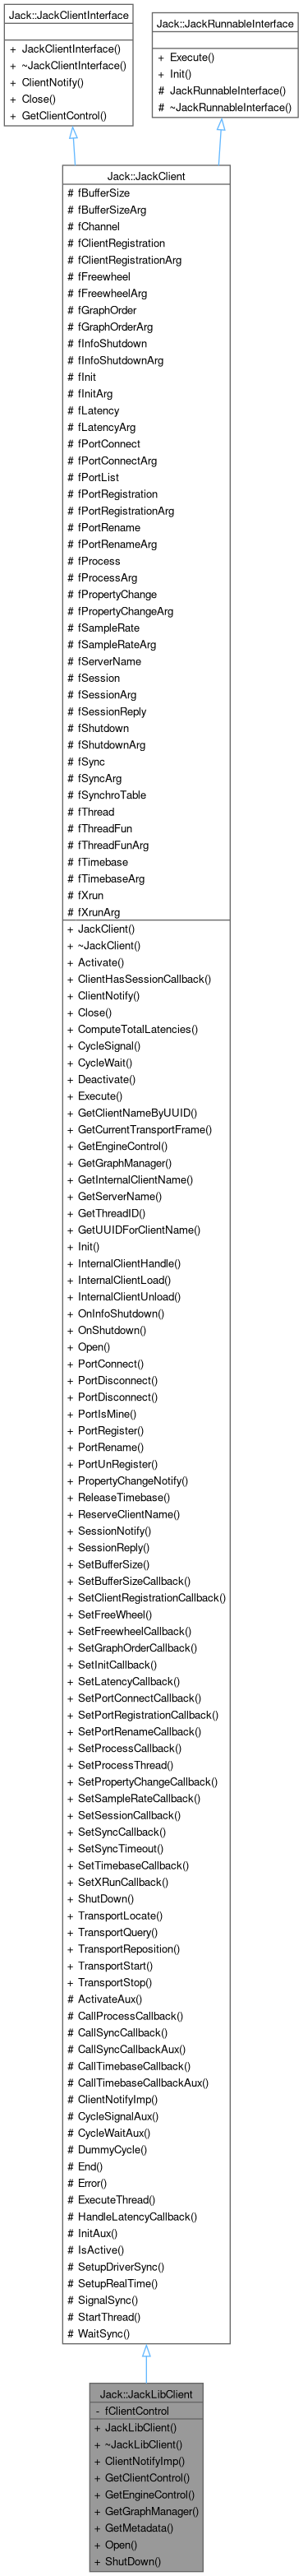 Jack::JackClientInterface
+ JackClientInterface()
+ ~JackClientInterface()
+ ClientNotify()
+ Close()
+ GetClientControl()
Jack::JackRunnableInterface
+ Execute()
+ Init()
# JackRunnableInterface()
# ~JackRunnableInterface()
Jack::JackClient
# fBufferSize
# fBufferSizeArg
# fChannel
# fClientRegistration
# fClientRegistrationArg
# fFreewheel
# fFreewheelArg
# fGraphOrder
# fGraphOrderArg
# fInfoShutdown
# fInfoShutdownArg
# fInit
# fInitArg
# fLatency
# fLatencyArg
# fPortConnect
# fPortConnectArg
# fPortList
# fPortRegistration
# fPortRegistrationArg
# fPortRename
# fPortRenameArg
# fProcess
# fProcessArg
# fPropertyChange
# fPropertyChangeArg
# fSampleRate
# fSampleRateArg
# fServerName
# fSession
# fSessionArg
# fSessionReply
# fShutdown
# fShutdownArg
# fSync
# fSyncArg
# fSynchroTable
# fThread
# fThreadFun
# fThreadFunArg
# fTimebase
# fTimebaseArg
# fXrun
# fXrunArg
+ JackClient()
+ ~JackClient()
+ Activate()
+ ClientHasSessionCallback()
+ ClientNotify()
+ Close()
+ ComputeTotalLatencies()
+ CycleSignal()
+ CycleWait()
+ Deactivate()
+ Execute()
+ GetClientNameByUUID()
+ GetCurrentTransportFrame()
+ GetEngineControl()
+ GetGraphManager()
+ GetInternalClientName()
+ GetServerName()
+ GetThreadID()
+ GetUUIDForClientName()
+ Init()
+ InternalClientHandle()
+ InternalClientLoad()
+ InternalClientUnload()
+ OnInfoShutdown()
+ OnShutdown()
+ Open()
+ PortConnect()
+ PortDisconnect()
+ PortDisconnect()
+ PortIsMine()
+ PortRegister()
+ PortRename()
+ PortUnRegister()
+ PropertyChangeNotify()
+ ReleaseTimebase()
+ ReserveClientName()
+ SessionNotify()
+ SessionReply()
+ SetBufferSize()
+ SetBufferSizeCallback()
+ SetClientRegistrationCallback()
+ SetFreeWheel()
+ SetFreewheelCallback()
+ SetGraphOrderCallback()
+ SetInitCallback()
+ SetLatencyCallback()
+ SetPortConnectCallback()
+ SetPortRegistrationCallback()
+ SetPortRenameCallback()
+ SetProcessCallback()
+ SetProcessThread()
+ SetPropertyChangeCallback()
+ SetSampleRateCallback()
+ SetSessionCallback()
+ SetSyncCallback()
+ SetSyncTimeout()
+ SetTimebaseCallback()
+ SetXRunCallback()
+ ShutDown()
+ TransportLocate()
+ TransportQuery()
+ TransportReposition()
+ TransportStart()
+ TransportStop()
# ActivateAux()
# CallProcessCallback()
# CallSyncCallback()
# CallSyncCallbackAux()
# CallTimebaseCallback()
# CallTimebaseCallbackAux()
# ClientNotifyImp()
# CycleSignalAux()
# CycleWaitAux()
# DummyCycle()
# End()
# Error()
# ExecuteThread()
# HandleLatencyCallback()
# InitAux()
# IsActive()
# SetupDriverSync()
# SetupRealTime()
# SignalSync()
# StartThread()
# WaitSync()
Jack::JackLibClient
- fClientControl
+ JackLibClient()
+ ~JackLibClient()
+ ClientNotifyImp()
+ GetClientControl()
+ GetEngineControl()
+ GetGraphManager()
+ GetMetadata()
+ Open()
+ ShutDown()